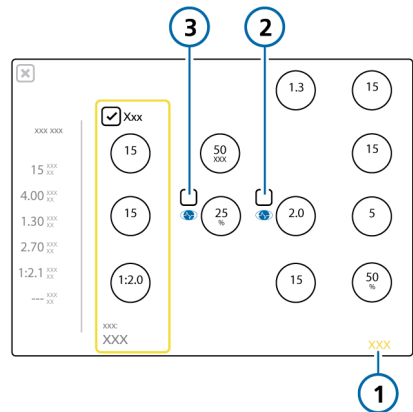 3 2
1.3 15
Xxx
xxx xxx
15 50 xxx 15
15 xxx xx
4.00 xxx xx
15 25 % 2.0 5
1.30 xxx xx
2.70 xxx xx
1:2.1 xxx xx
1:2.0 15 50 %
--- xxx xx
xxx:
XXX
XXX
1